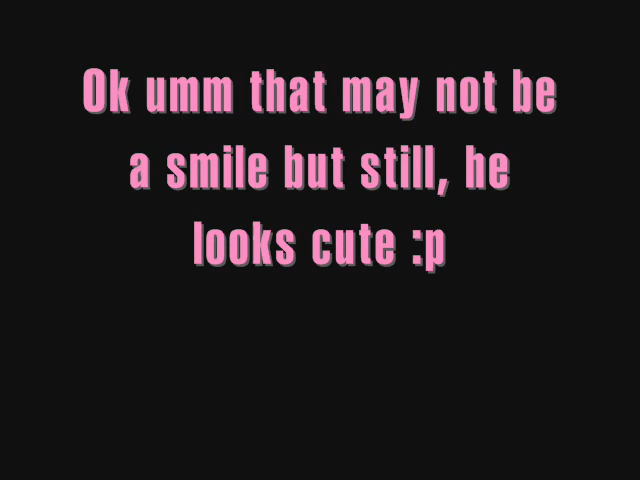 Ok umm that may not be
a smile but still, he
looks cute :p